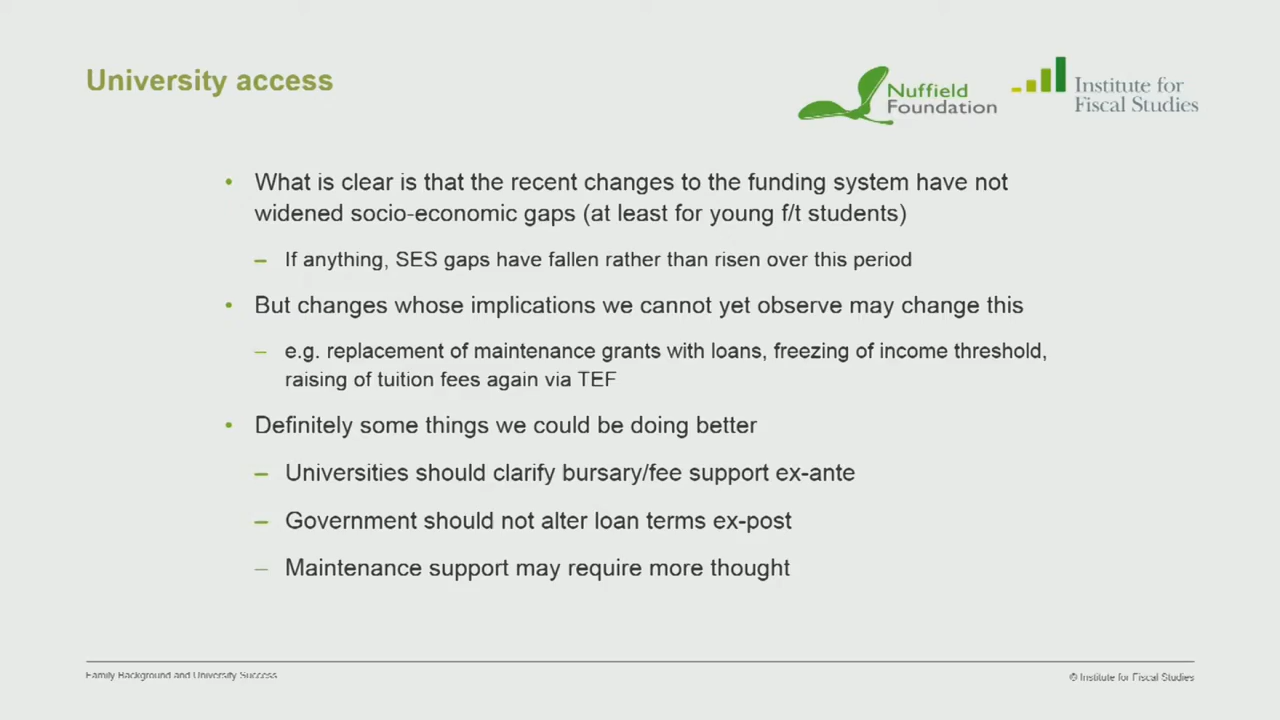 University access
Nuffield
Foundation
Institute for
Fiscal Studies
• What is clear is that the recent changes to the funding system have not
widened socio-economic gaps (at least for young f/t students)
– If anything, SES gaps have fallen rather than risen over this period
• But changes whose implications we cannot yet observe may change this
– e.g. replacement of maintenance grants with loans, freezing of income threshold,
raising of tuition fees again via TEF
• Definitely some things we could be doing better
– Universities should clarify bursary/fee support ex-ante
– Government should not alter loan terms ex-post
– Maintenance support may require more thought
Family Background and University Success
© Institute for Fiscal Studies